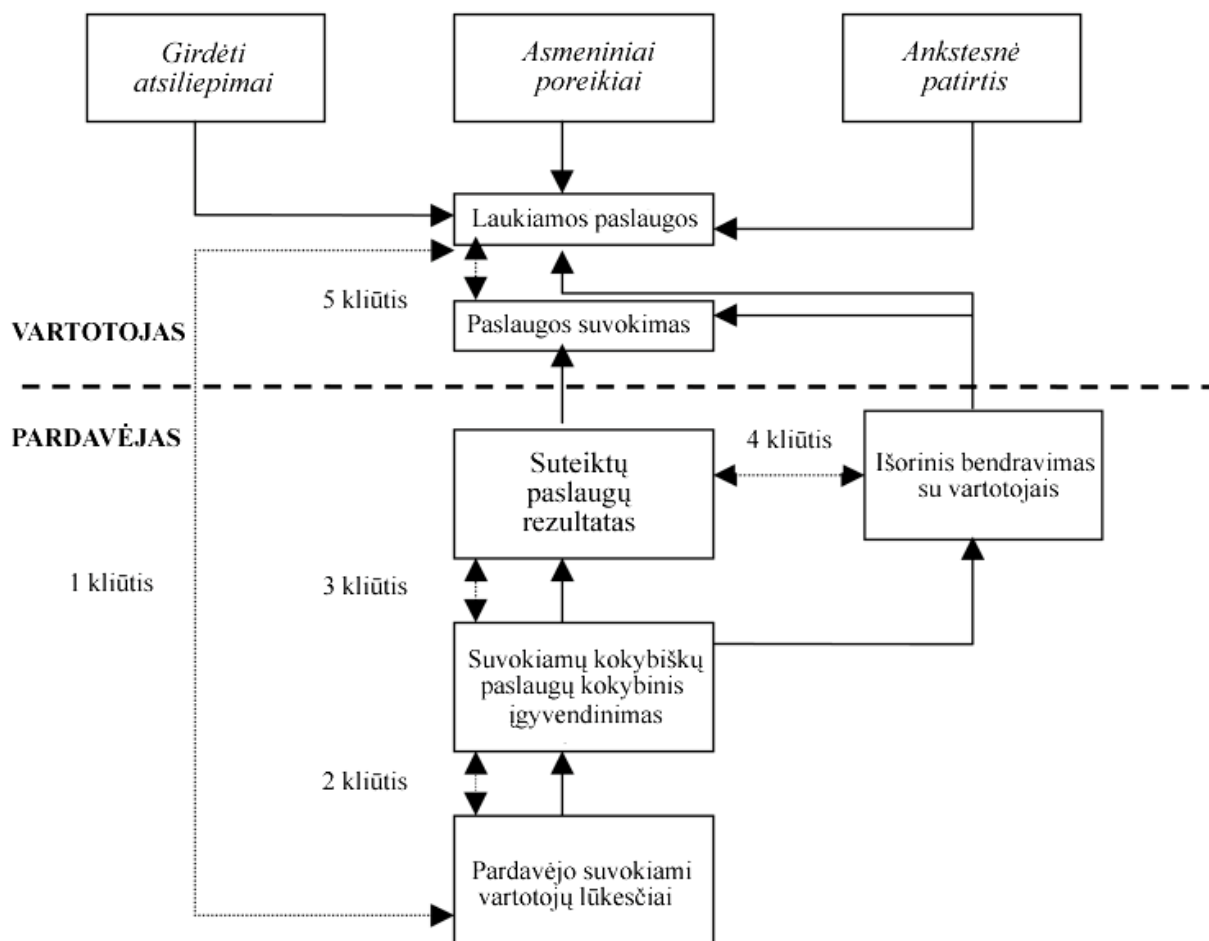 Girdėti
atsiliepimai
Asmeniniai
poreikiai
Ankstesnė
patirtis
Laukiamos paslaugos
5 kliūtis
Paslaugos suvokimas
VARTOTOJAS
PARDAVĖJAS
Suteiktų
paslaugų
rezultatas
4 kliūtis
Išorinis bendravimas
su vartotojais
1 kliūtis
3 kliūtis
Suvokiamų kokybiškų
paslaugų kokybinis
įgyvendinimas
2 kliūtis
Pardavėjo suvokiami
vartotojų lūkesčiai